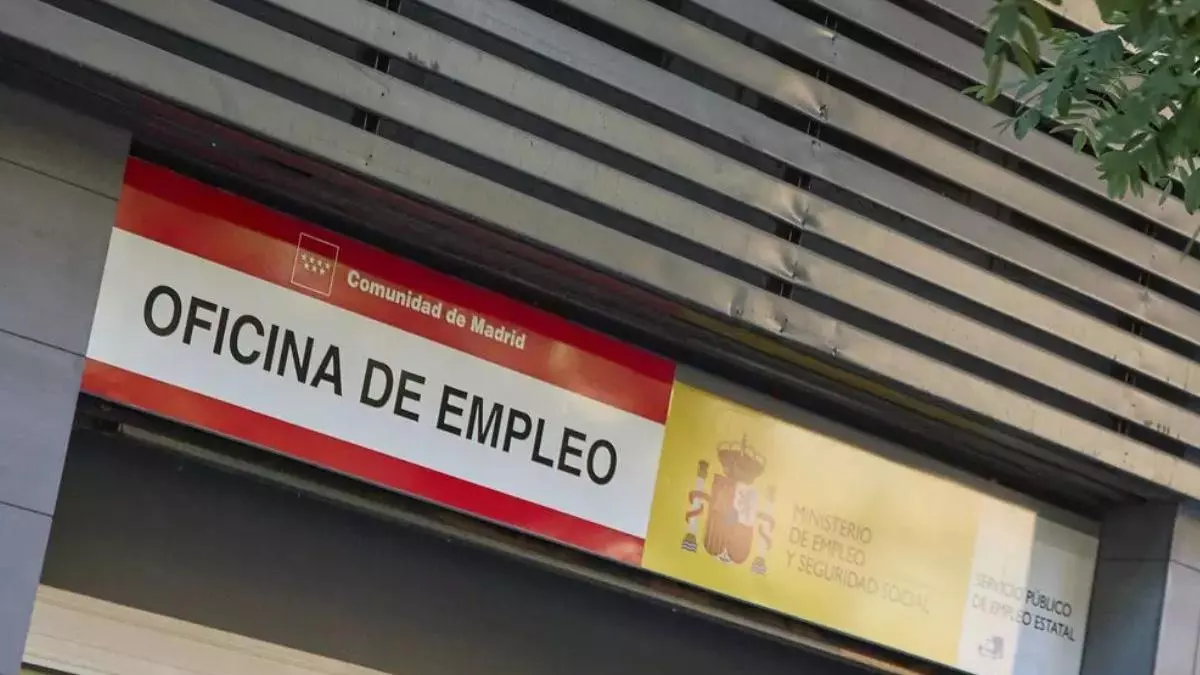 Comunidad de Madrid
OFICINA DE EMPLEO
MINISTERIO
DE EMPLEO
Y SEGURIDAD SOCIAL
SERVICIO PÚBLICO
DE EMPLEO ESTATAL